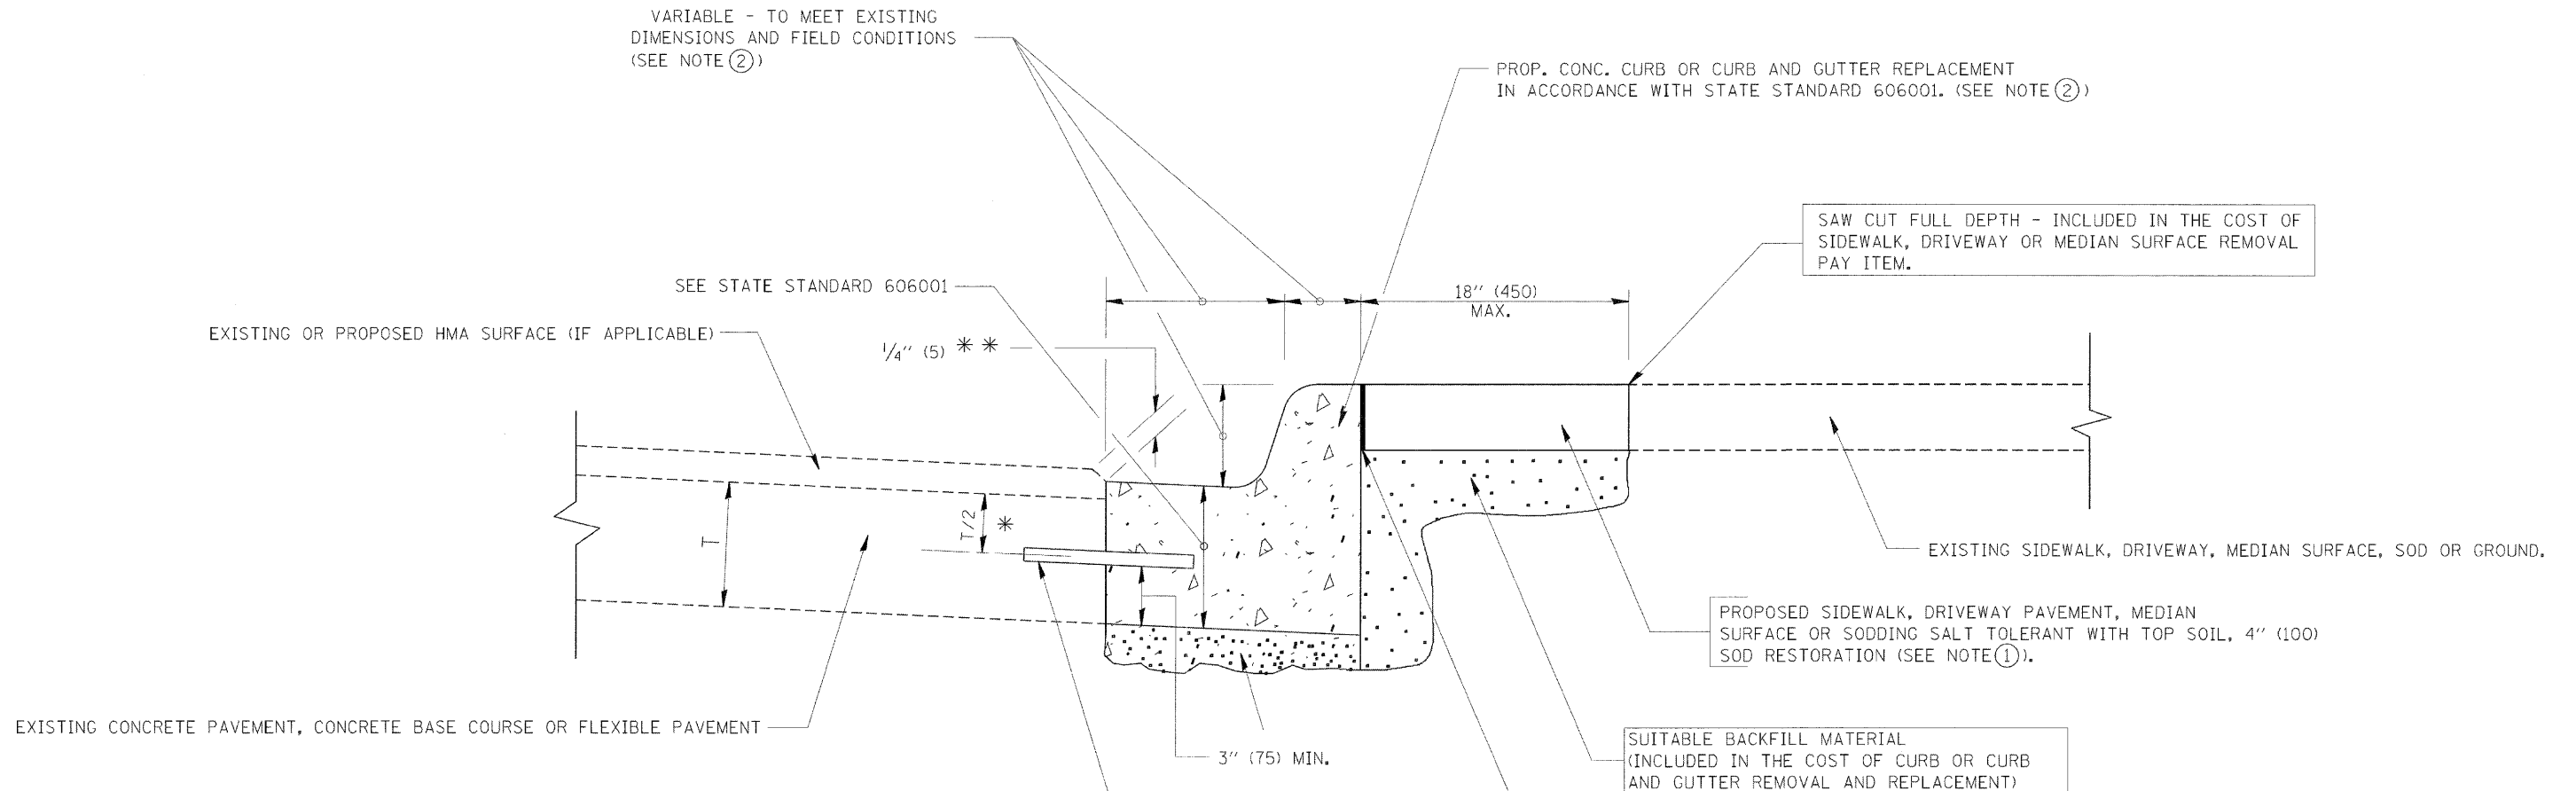 VARIABLE - TO MEET EXISTING
DIMENSIONS AND FIELD CONDITIONS
(SEE NOTE 2)
PROP. CONC. CURB OR CURB AND GUTTER REPLACEMENT
IN ACCORDANCE WITH STATE STANDARD 606001. (SEE NOTE 2)
SAW CUT FULL DEPTH - INCLUDED IN THE COST OF
SIDEWALK, DRIVEWAY OR MEDIAN SURFACE REMOVAL
PAY ITEM.
SEE STATE STANDARD 606001
18" (450)
MAX.
EXISTING OR PROPOSED HMA SURFACE (IF APPLICABLE)
1/4" (5) * *
T
T/2 *
EXISTING SIDEWALK, DRIVEWAY, MEDIAN SURFACE, SOD OR GROUND.
PROPOSED SIDEWALK, DRIVEWAY PAVEMENT, MEDIAN
SURFACE OR SODDING SALT TOLERANT WITH TOP SOIL, 4" (100)
SOD RESTORATION (SEE NOTE 1).
EXISTING CONCRETE PAVEMENT, CONCRETE BASE COURSE OR FLEXIBLE PAVEMENT
3" (75) MIN.
SUITABLE BACKFILL MATERIAL
(INCLUDED IN THE COST OF CURB OR CURB
AND GUTTER REMOVAL AND REPLACEMENT)